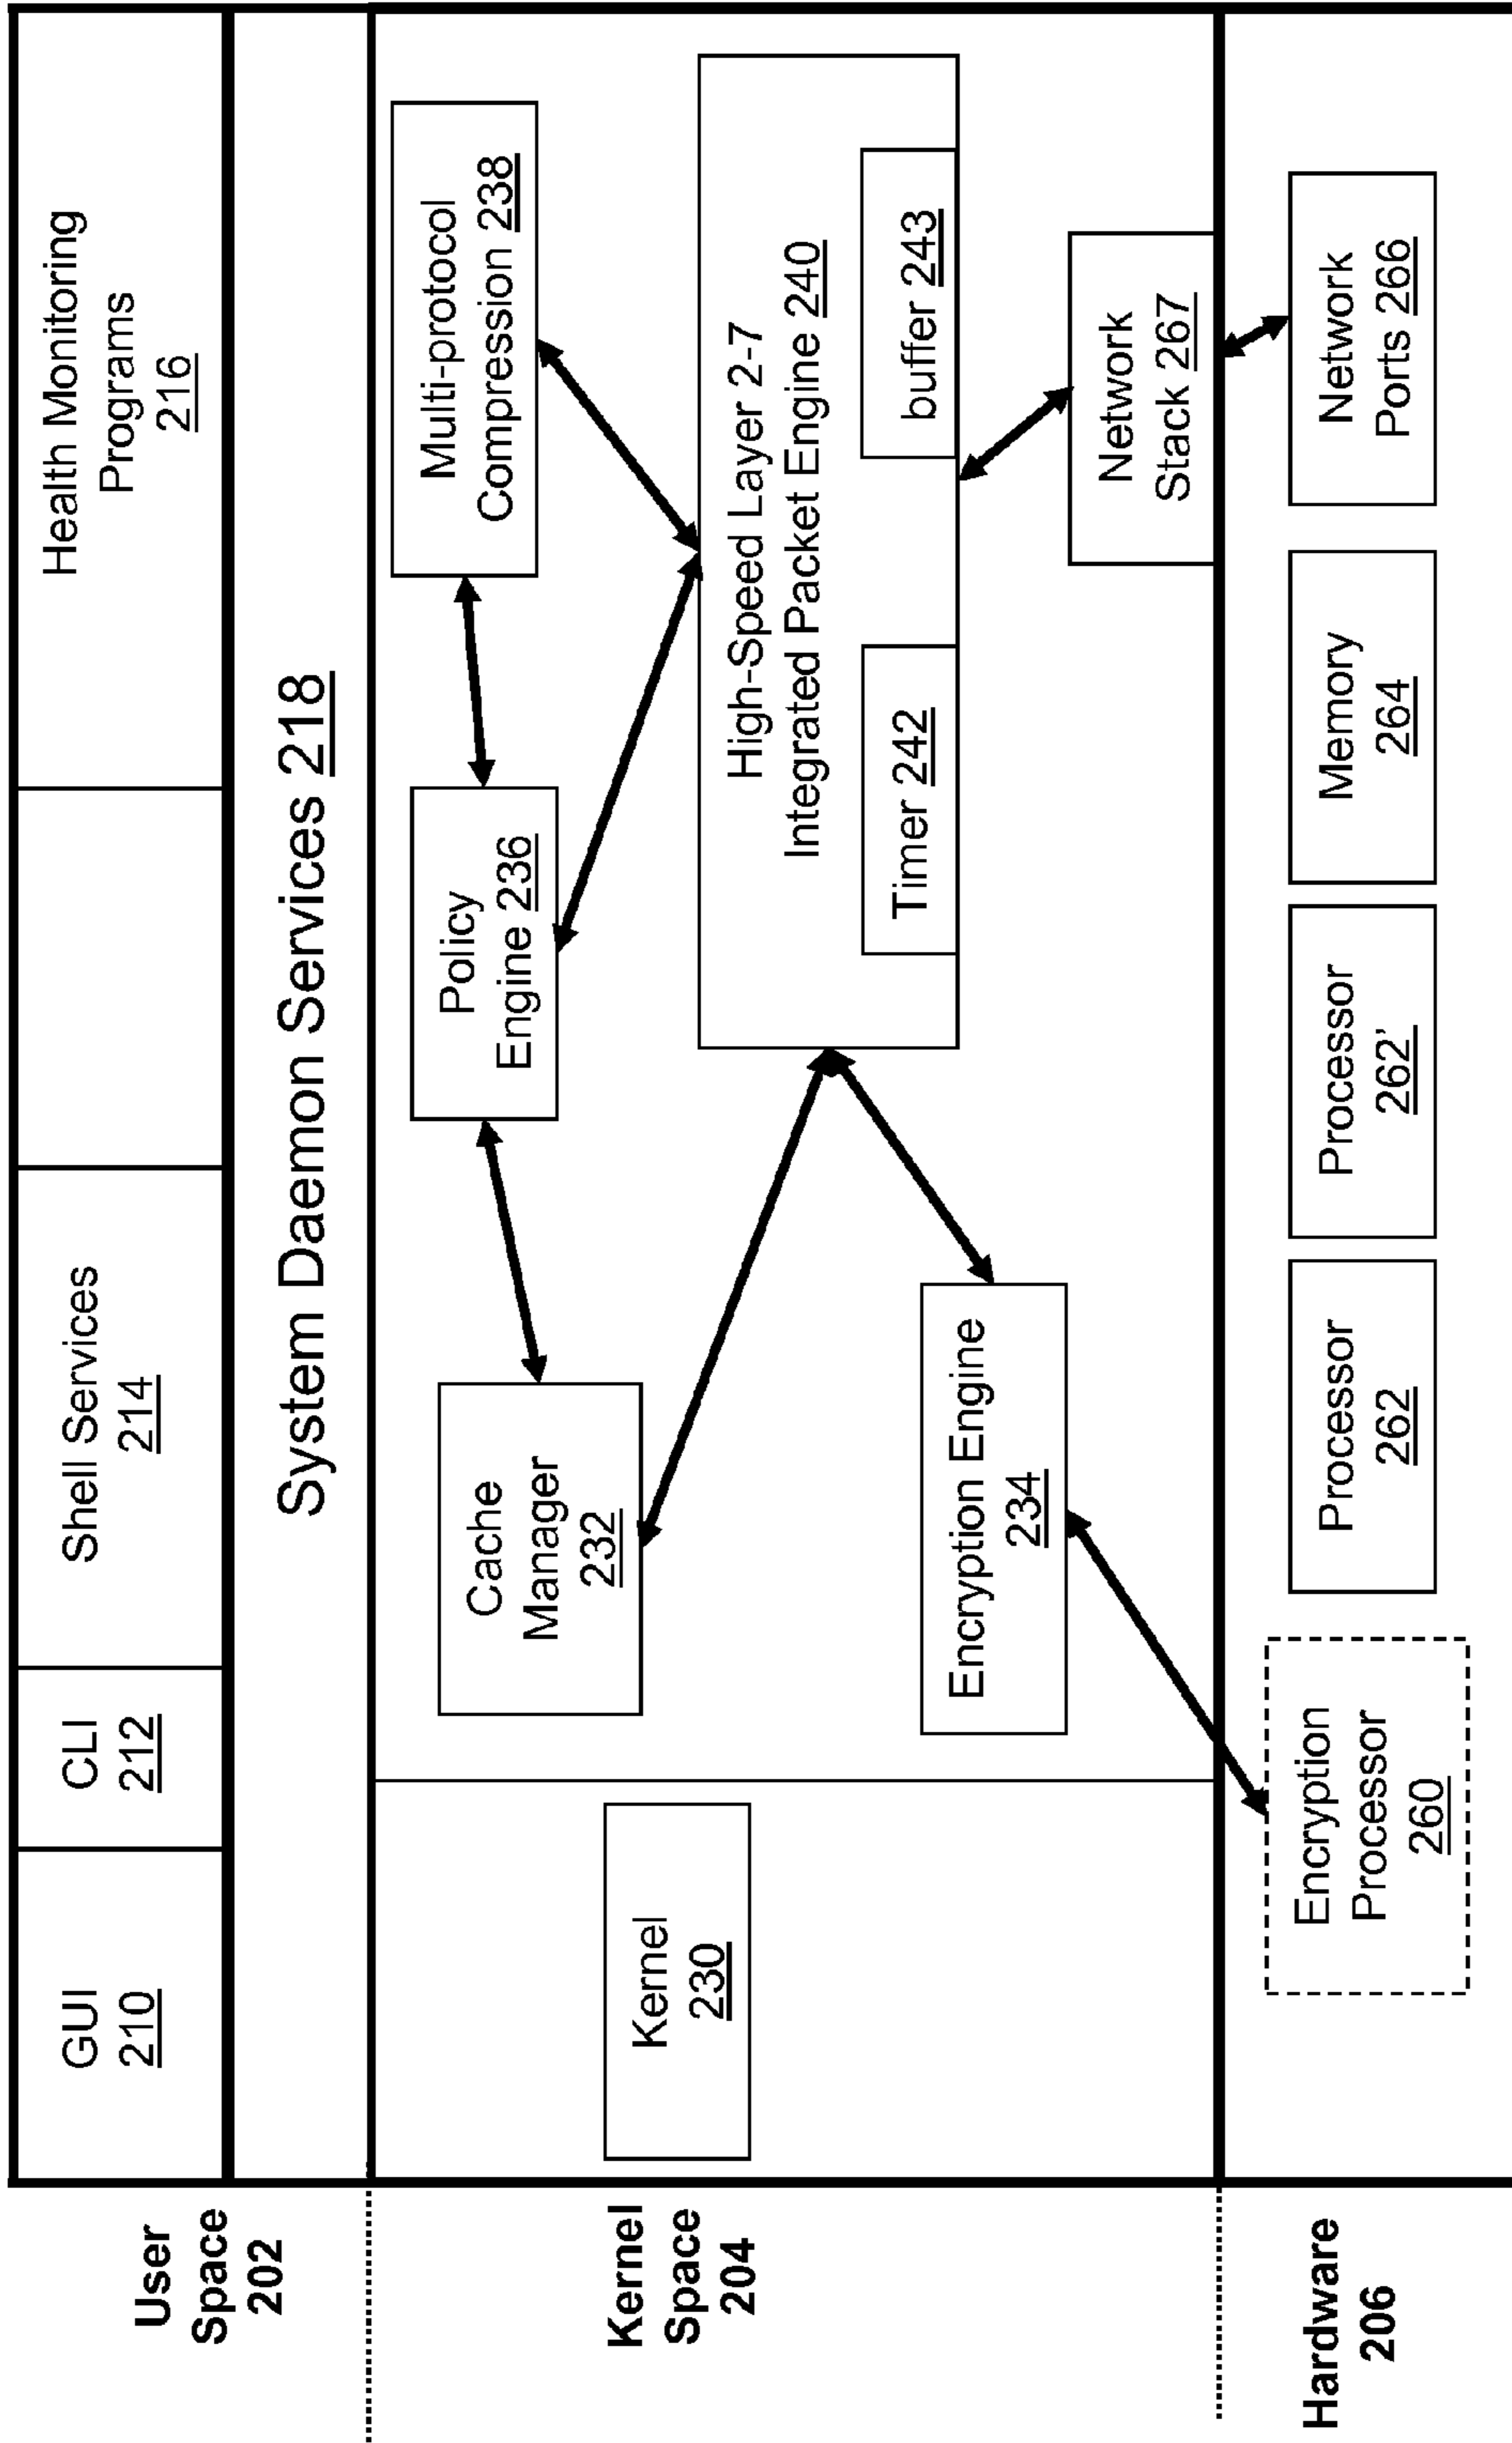 User
Space
202
GUI
210
CLI
212
Shell Services
214
Health Monitoring
Programs
216
System Daemon Services 218
Kernel
Space
204
Kernel
230
Cache
Manager
232
Policy
Engine 236
Multi-protocol
Compression 238
High-Speed Layer 2-7
Integrated Packet Engine 240
Timer 242
buffer 243
Encryption Engine
234
Network
Stack 267
Hardware
206
Encryption
Processor
260
Processor
262
Processor
262'
Memory
264
Network
Ports 266